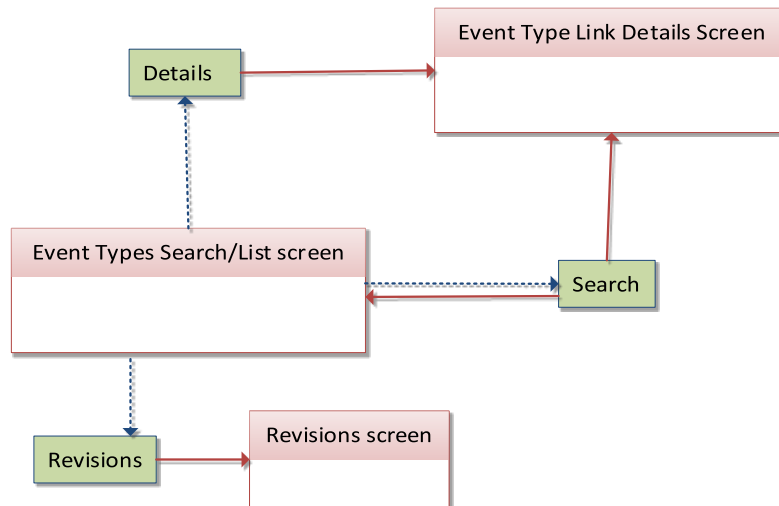 Event Type Link Details Screen
Details
Event Types Search/List screen
Search
Revisions screen
Revisions